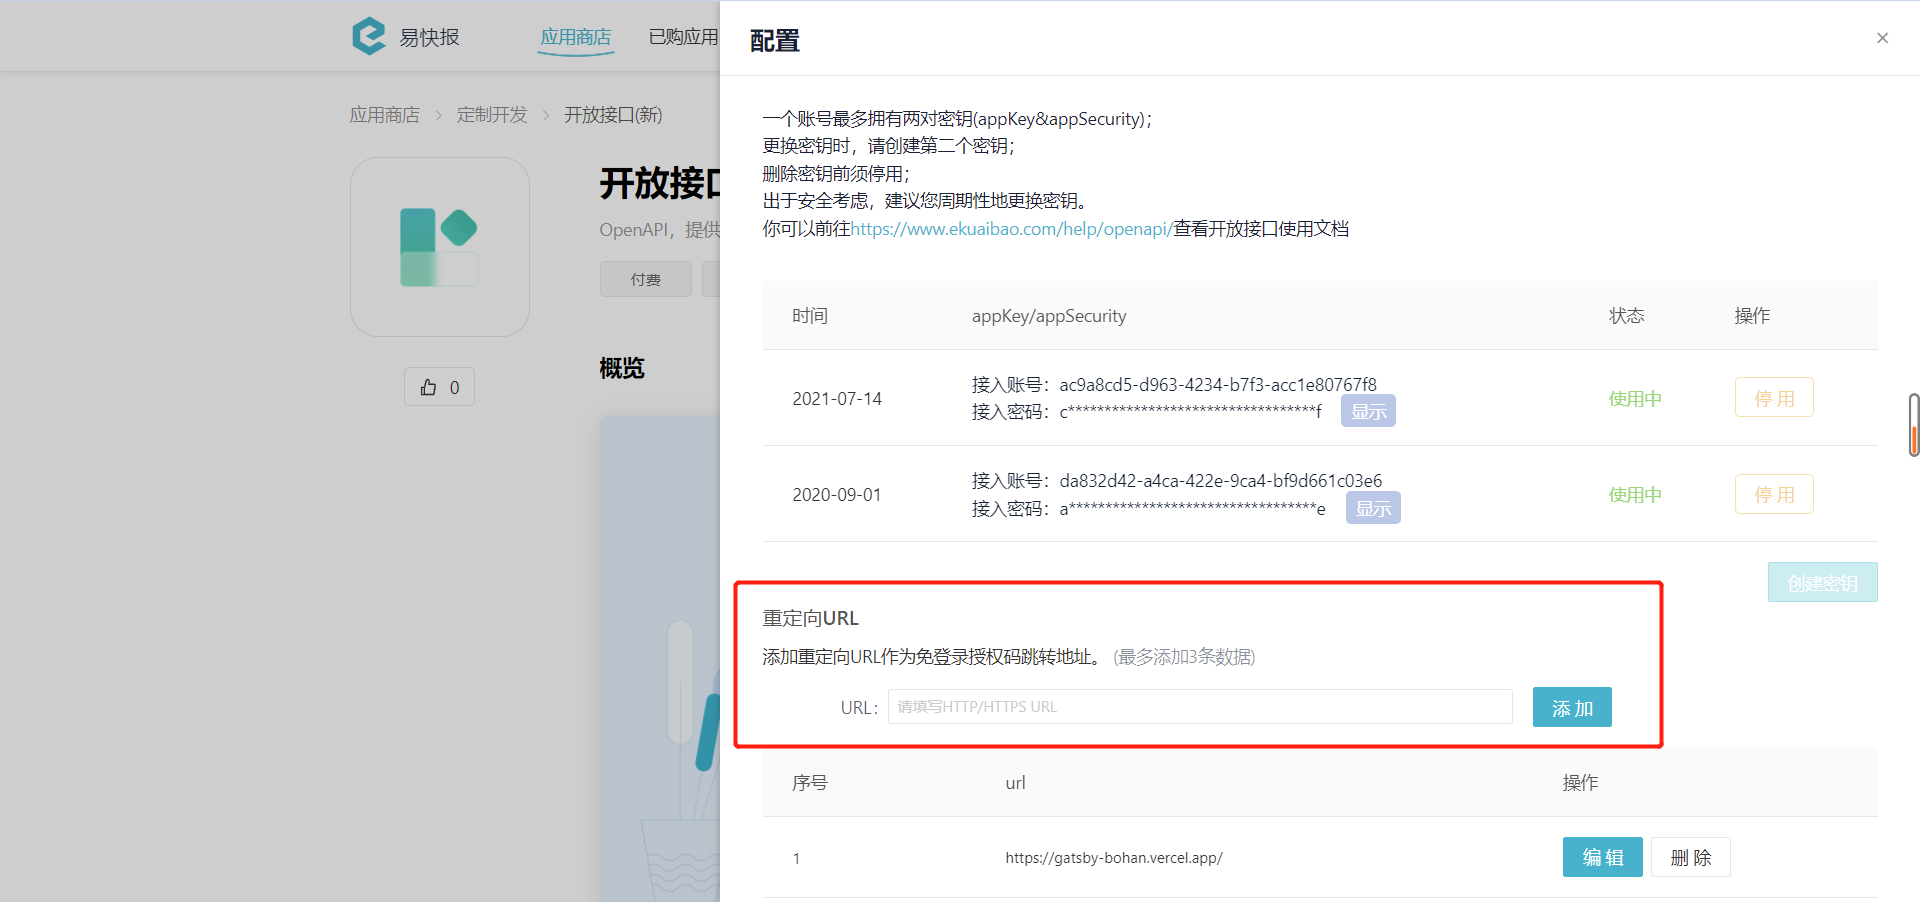 易快报
应用商店
已购应用
应用商店 > 定制开发 > 开放接口(新)
开放接口
OpenAPI，提供
付费
0
概览
配置
一个账号最多拥有两对密钥(appKey&appSecurity)；
更换密钥时，请创建第二个密钥；
删除密钥前须停用；
出于安全考虑，建议您周期性地更换密钥。
你可以前往https://www.ekuaibao.com/help/openapi/查看开放接口使用文档
时间 appKey/appSecurity 状态 操作
接入账号：ac9a8cd5-d963-4234-b7f3-acc1e80767f8
2021-07-14 使用中 停用
接入密码：c**********************************f 显示
接入账号：da832d42-a4ca-422e-9ca4-bf9d661c03e6
2020-09-01 使用中 停用
接入密码：a**********************************e 显示
创建密钥
重定向URL
添加重定向URL作为免登录授权码跳转地址。 (最多添加3条数据)
URL： 请填写HTTP/HTTPS URL 添加
序号 url 操作
1 https://gatsby-bohan.vercel.app/ 编辑 删除